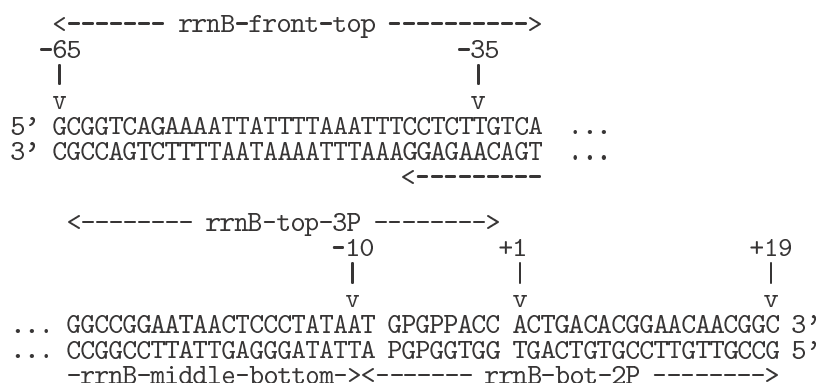 <------- rrnB-front-top ---------->
-65 -35
| |
v v
5’ GCGGTCAGAAAATTATTTTAAATTTCCTCTTGTCA ...
3’ CGCCAGTCTTTTAATAAAATTTAAAGGAGAACAGT ...
<---------
<-------- rrnB-top-3P -------->
-10 +1 +19
| | |
v v v
... GGCCGGAATAACTCCCTATAAT GPGPPACC ACTGACACGGAACAACGGC 3’
... CCGGCCTTATTGAGGGATATTA PGPGGTGG TGACTGTGCCTTGTTGCCG 5’
-rrnB-middle-bottom-><------- rrnB-bot-2P -------->